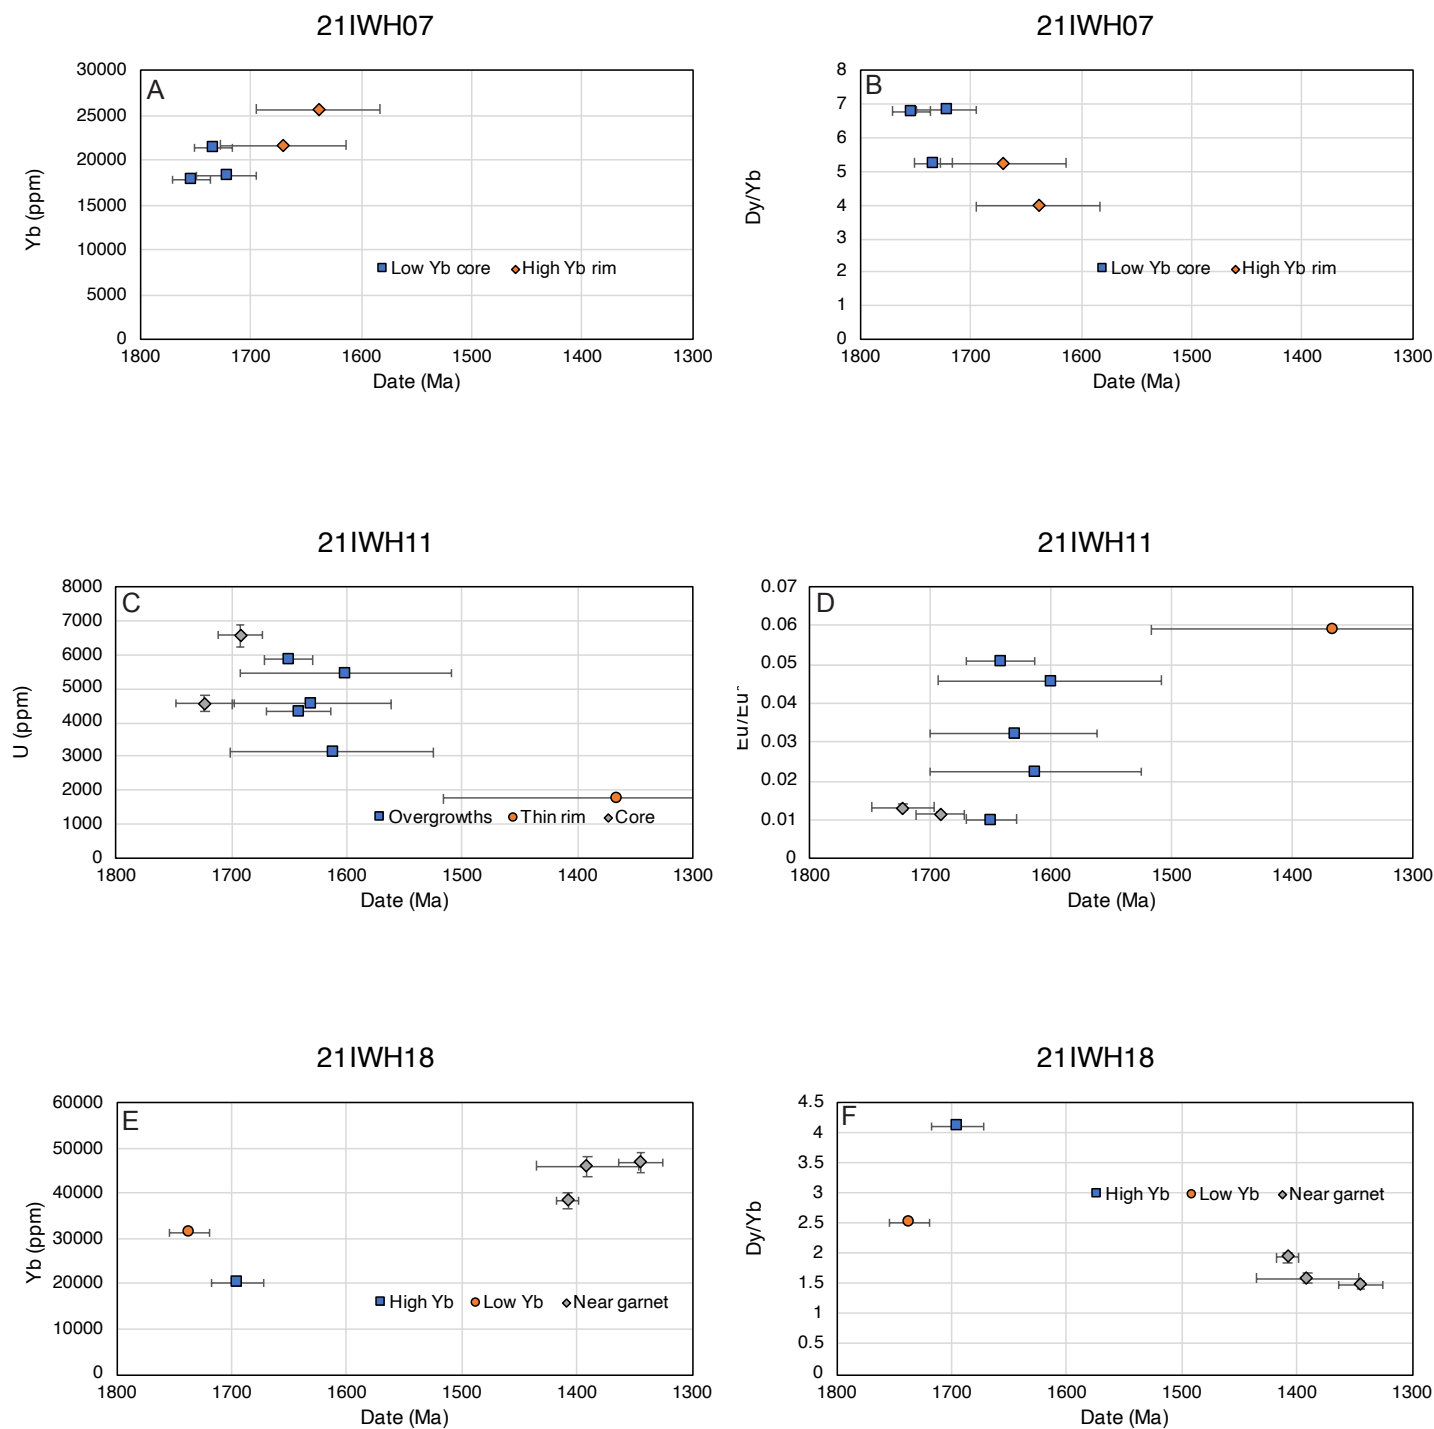 21IWH07
A
30000
25000
20000
15000
10000
5000
0
Yb (ppm)
Low Yb core High Yb rim
1800 1700 1600 1500 1400 1300
Date (Ma)
21IWH07
B
8
7
6
5
4
3
2
1
0
Dy/Yb
Low Yb core High Yb rim
1800 1700 1600 1500 1400 1300
Date (Ma)
21IWH11
C
8000
7000
6000
5000
4000
3000
2000
1000
0
U (ppm)
Overgrowths Thin rim Core
1800 1700 1600 1500 1400 1300
Date (Ma)
21IWH11
D
0.07
0.06
0.05
0.04
0.03
0.02
0.01
0
Eu/Eu
1800 1700 1600 1500 1400 1300
Date (Ma)
21IWH18
E
60000
50000
40000
30000
20000
10000
0
Yb (ppm)
High Yb Low Yb Near garnet
1800 1700 1600 1500 1400 1300
Date (Ma)
21IWH18
F
4.5
4
3.5
3
2.5
2
1.5
1
0.5
0
Dy/Yb
High Yb Low Yb Near garnet
1800 1700 1600 1500 1400 1300
Date (Ma)